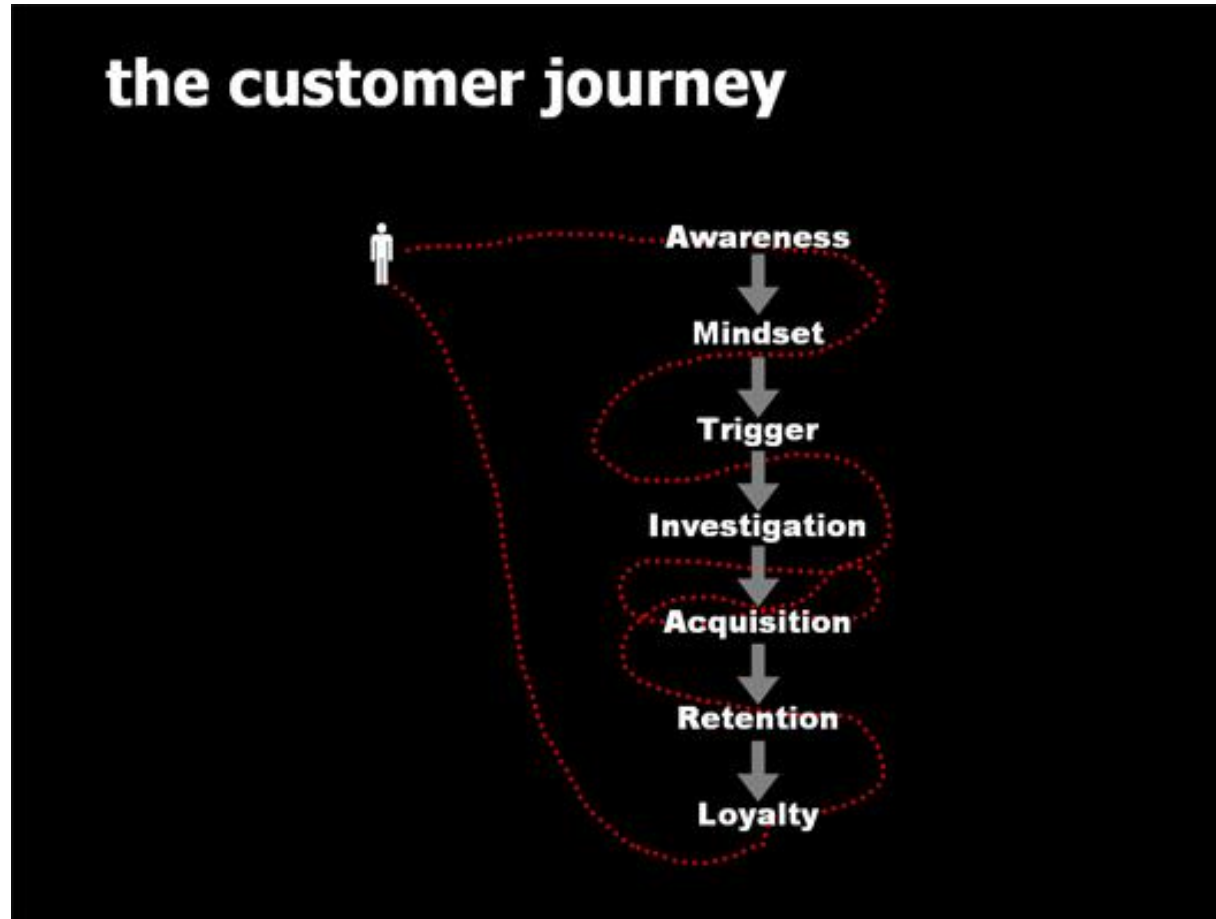 the customer journey
Awareness
Mindset
Trigger
Investigation
Acquisition
Retention
Loyalty